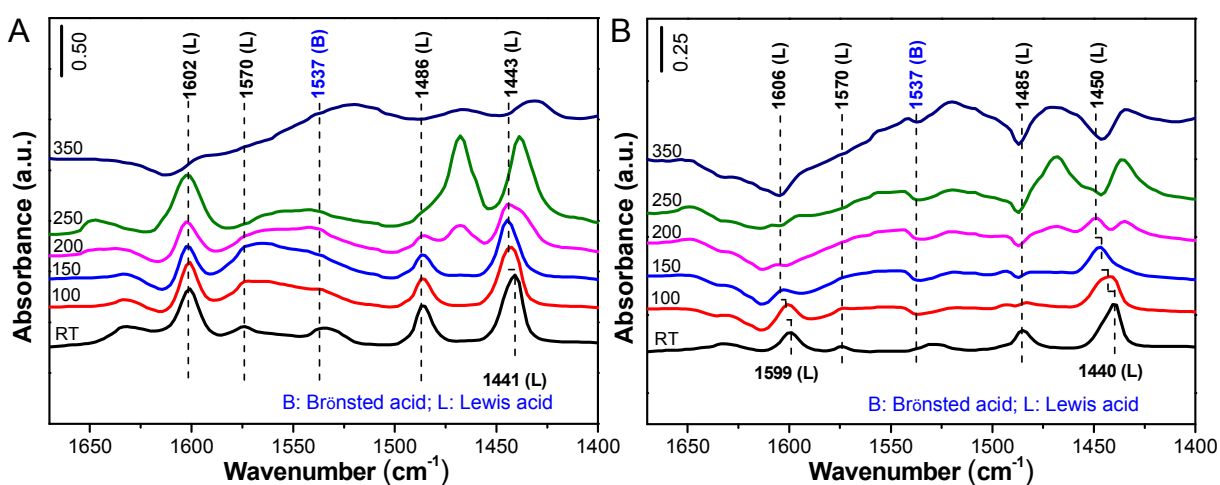 A
0.50
1602 (L)
1570 (L)
1537 (B)
1486 (L)
1443 (L)
350
250
200
150
100
RT
1441 (L)
B: Brönsted acid; L: Lewis acid
Absorbance (a.u.)
1650 1600 1550 1500 1450 1400
Wavenumber (cm⁻¹)
B
0.25
1606 (L)
1570 (L)
1537 (B)
1485 (L)
1450 (L)
350
250
200
150
100
RT
1599 (L)
1440 (L)
B: Brönsted acid; L: Lewis acid
Absorbance (a.u.)
1650 1600 1550 1500 1450 1400
Wavenumber (cm⁻¹)